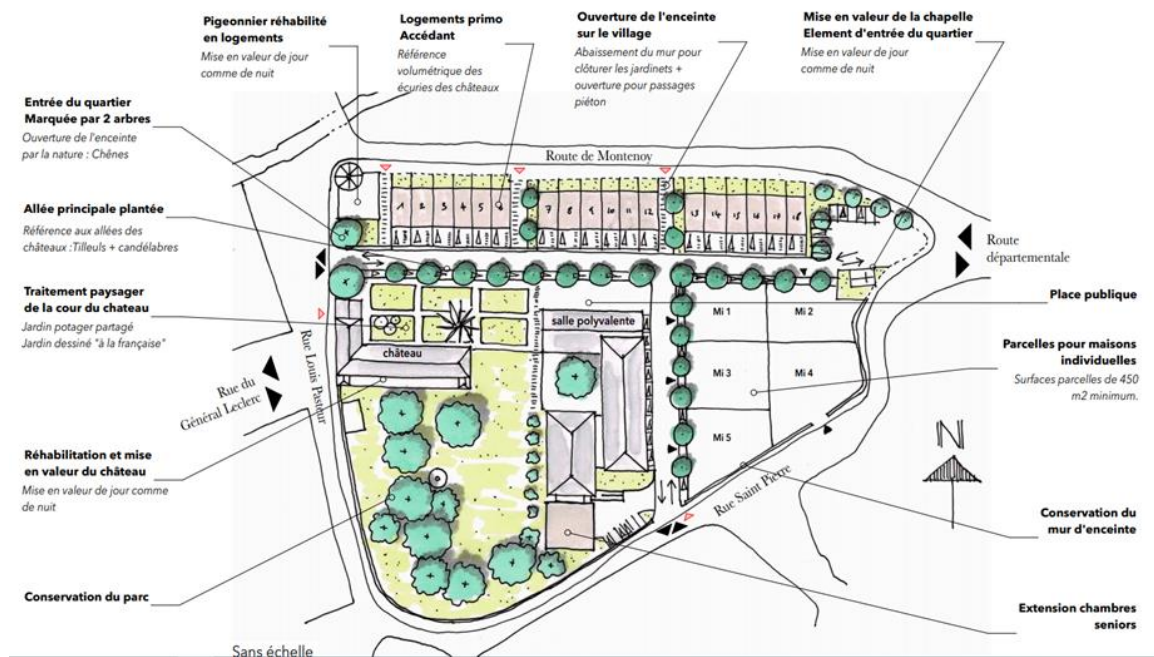 Pigeonnier réhabilité
en logements
Mise en valeur de jour
comme de nuit
Logements primo
Accédant
Référence
volumétrique des
écuries des châteaux
Ouverture de l'enceinte
sur le village
Abaissement du mur pour
clôturer les jardinets +
ouverture pour passages
piéton
Mise en valeur de la chapelle
Element d'entrée du quartier
Mise en valeur de jour
comme de nuit
Entrée du quartier
Marquée par 2 arbres
Ouverture de l'enceinte
par la nature : Chênes
Allée principale plantée
Référence aux allées des
châteaux :Tilleuls + candélabres
Traitement paysager
de la cour du chateau
Jardin potager partagé
Jardin dessiné "à la française"
Rue du
Général Leclerc
Rue Louis Pasteur
Réhabilitation et mise
en valeur du château
Mise en valeur de jour comme
de nuit
Conservation du parc
Sans échelle
Route de Montenoy
1 2 3 4 5 6
7 8 9 10 11 12
13 14 15 16 17 18
château
salle polyvalente
Mi 1
Mi 2
Mi 3
Mi 4
Mi 5
Rue Saint Pierre
Route
départementale
Place publique
Parcelles pour maisons
individuelles
Surfaces parcelles de 450
m2 minimum.
N
Conservation du
mur d'enceinte
Extension chambres
seniors